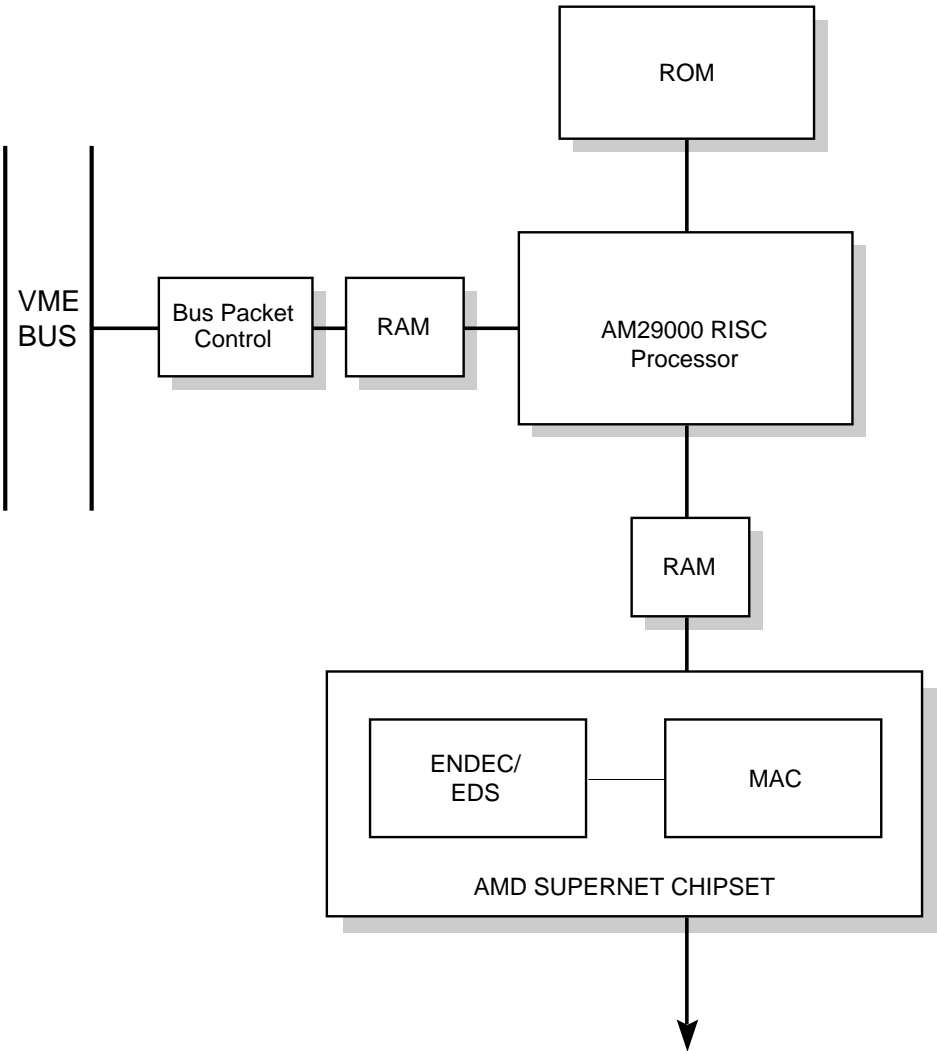 ROM
VME
BUS
Bus Packet
Control
RAM
AM29000 RISC
Processor
RAM
ENDEC/
EDS
MAC
AMD SUPERNET CHIPSET